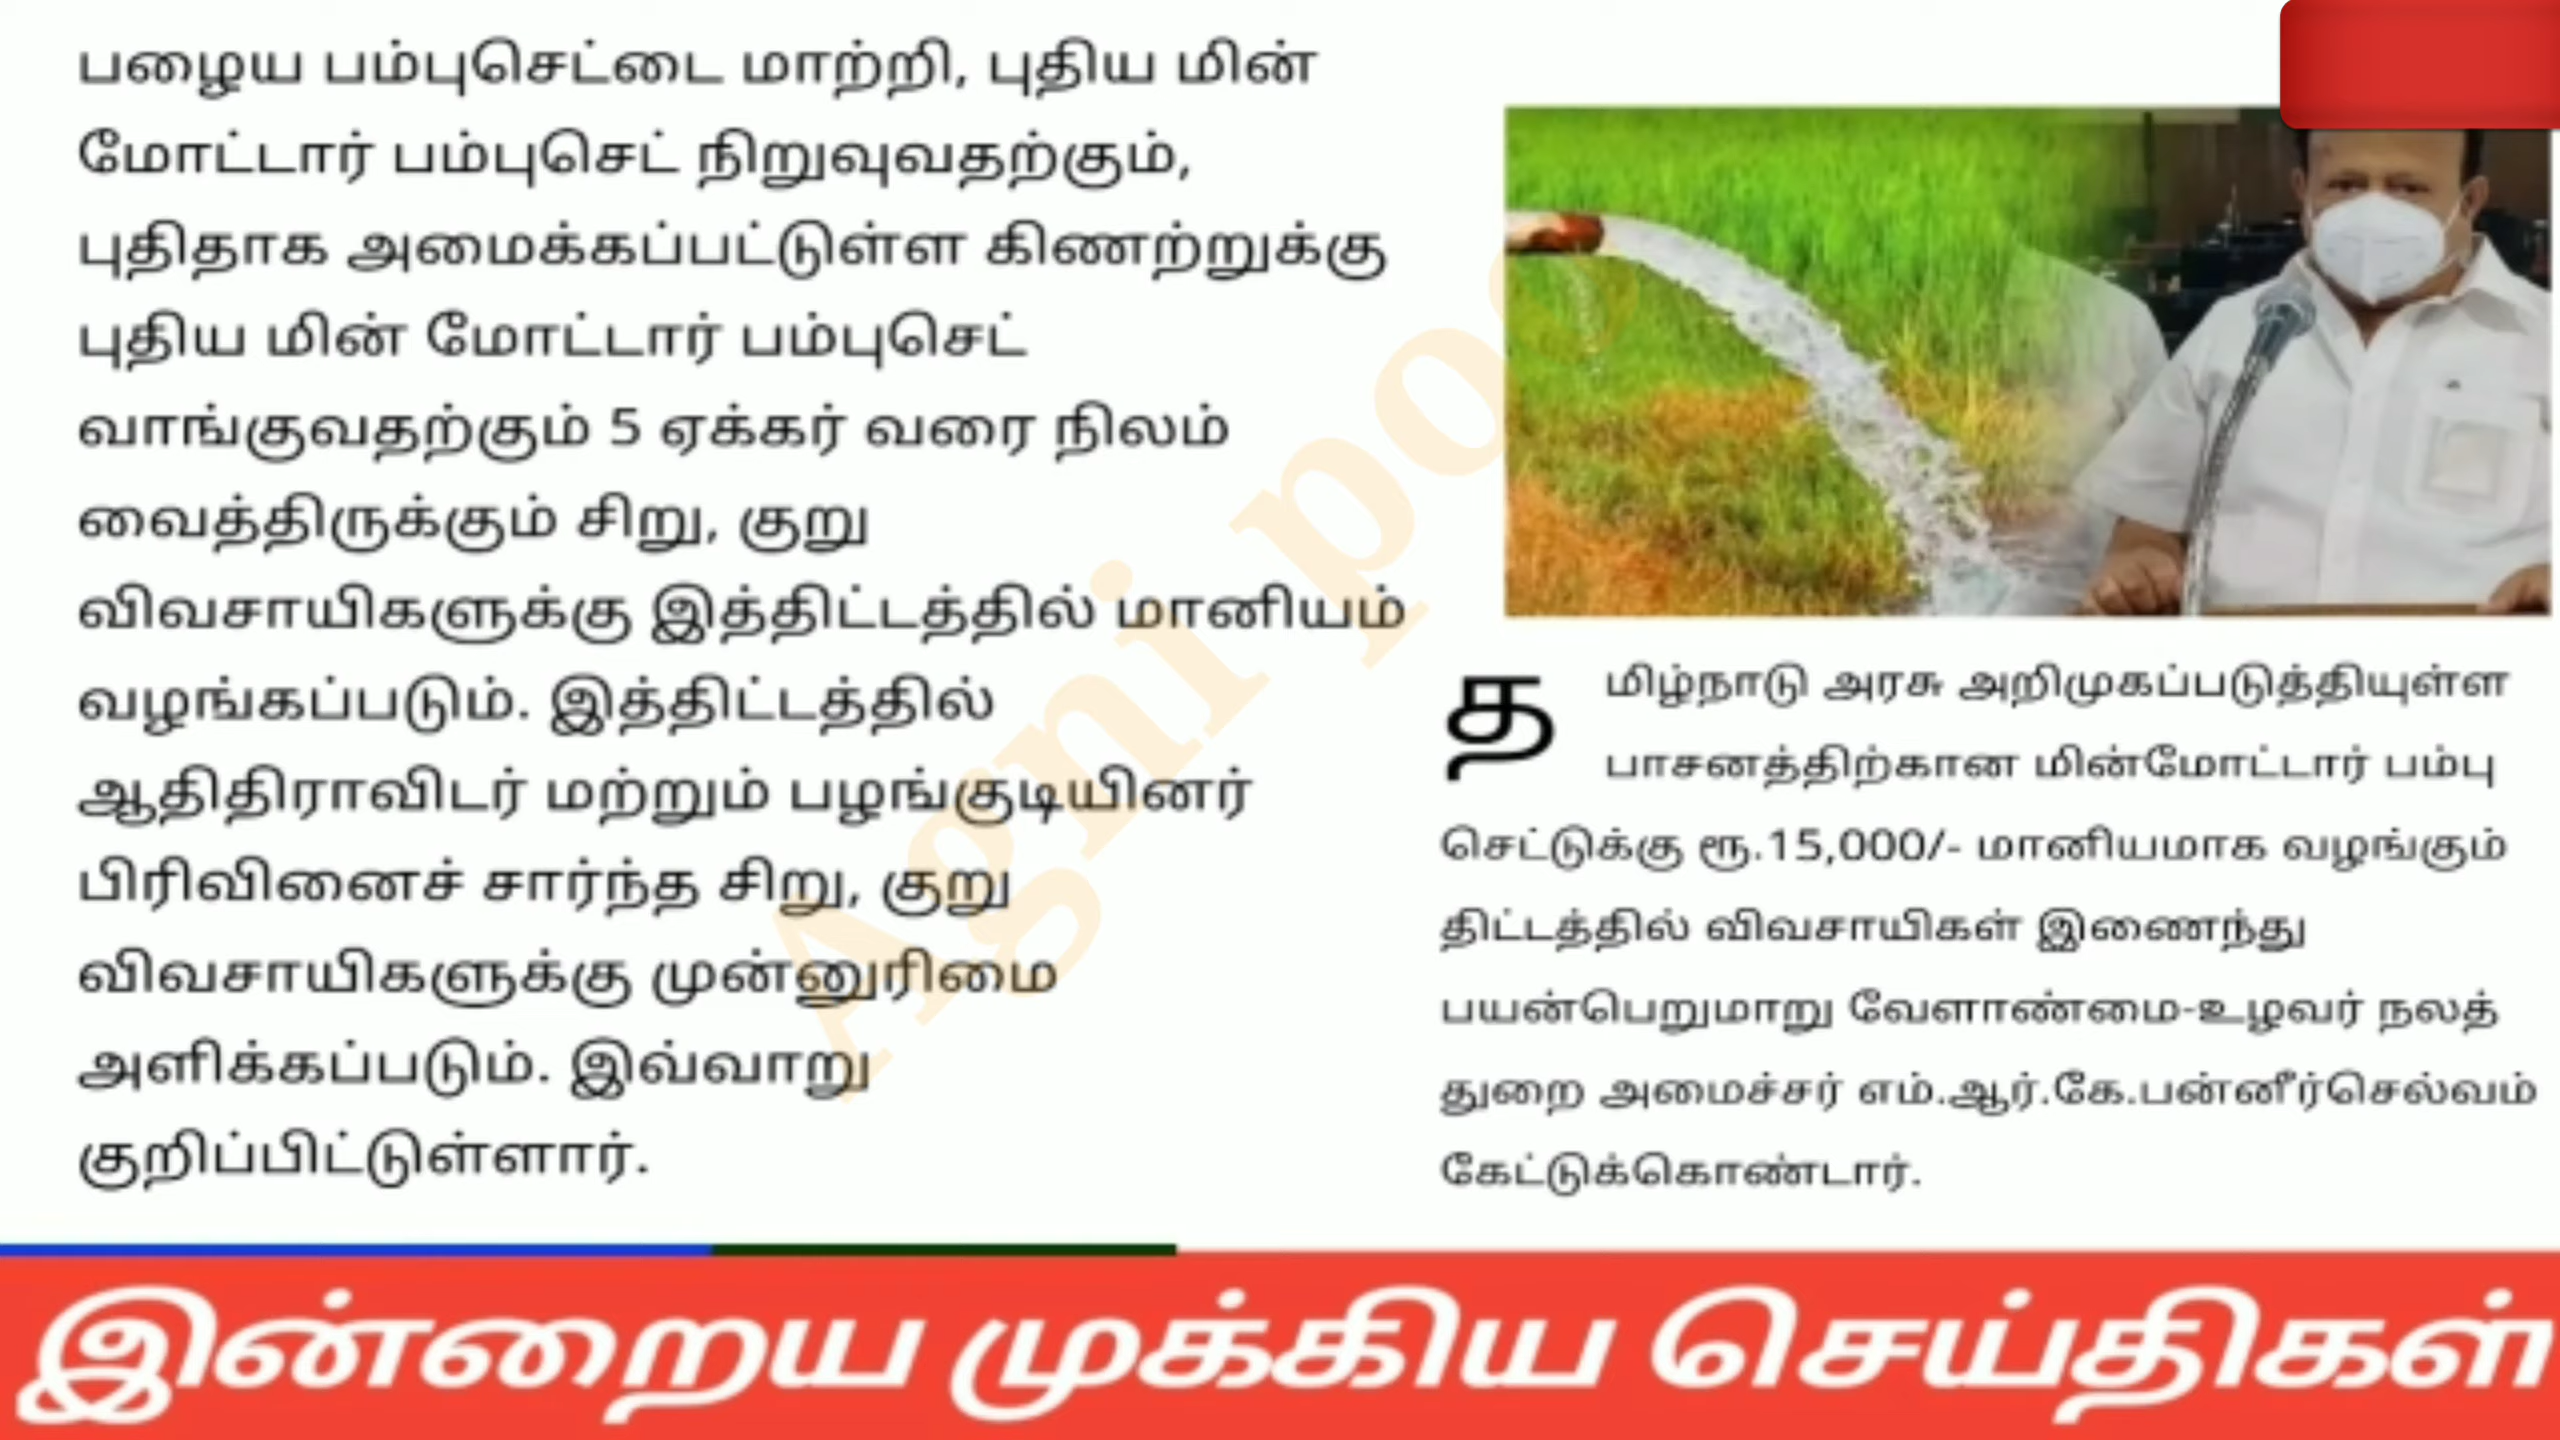 பழைய பம்புசெட்டை மாற்றி, புதிய மின்
மோட்டார் பம்புசெட் நிறுவுவதற்கும்,
புதிதாக அமைக்கப்பட்டுள்ள கிணற்றுக்கு
புதிய மின் மோட்டார் பம்புசெட்
வாங்குவதற்கும் 5 ஏக்கர் வரை நிலம்
வைத்திருக்கும் சிறு, குறு
விவசாயிகளுக்கு இத்திட்டத்தில் மானியம்
வழங்கப்படும். இத்திட்டத்தில்
ஆதிதிராவிடர் மற்றும் பழங்குடியினர்
பிரிவினைச் சார்ந்த சிறு, குறு
விவசாயிகளுக்கு முன்னுரிமை
அளிக்கப்படும். இவ்வாறு
குறிப்பிட்டுள்ளார்.
தமிழ்நாடு அரசு அறிமுகப்படுத்தியுள்ள
பாசனத்திற்கான மின்மோட்டார் பம்பு
செட்டுக்கு ரூ.15,000/- மானியமாக வழங்கும்
திட்டத்தில் விவசாயிகள் இணைந்து
பயன்பெறுமாறு வேளாண்மை-உழவர் நலத்
துறை அமைச்சர் எம்.ஆர்.கே.பன்னீர்செல்வம்
கேட்டுக்கொண்டார்.
Agni
இன்றைய முக்கிய செய்திகள்